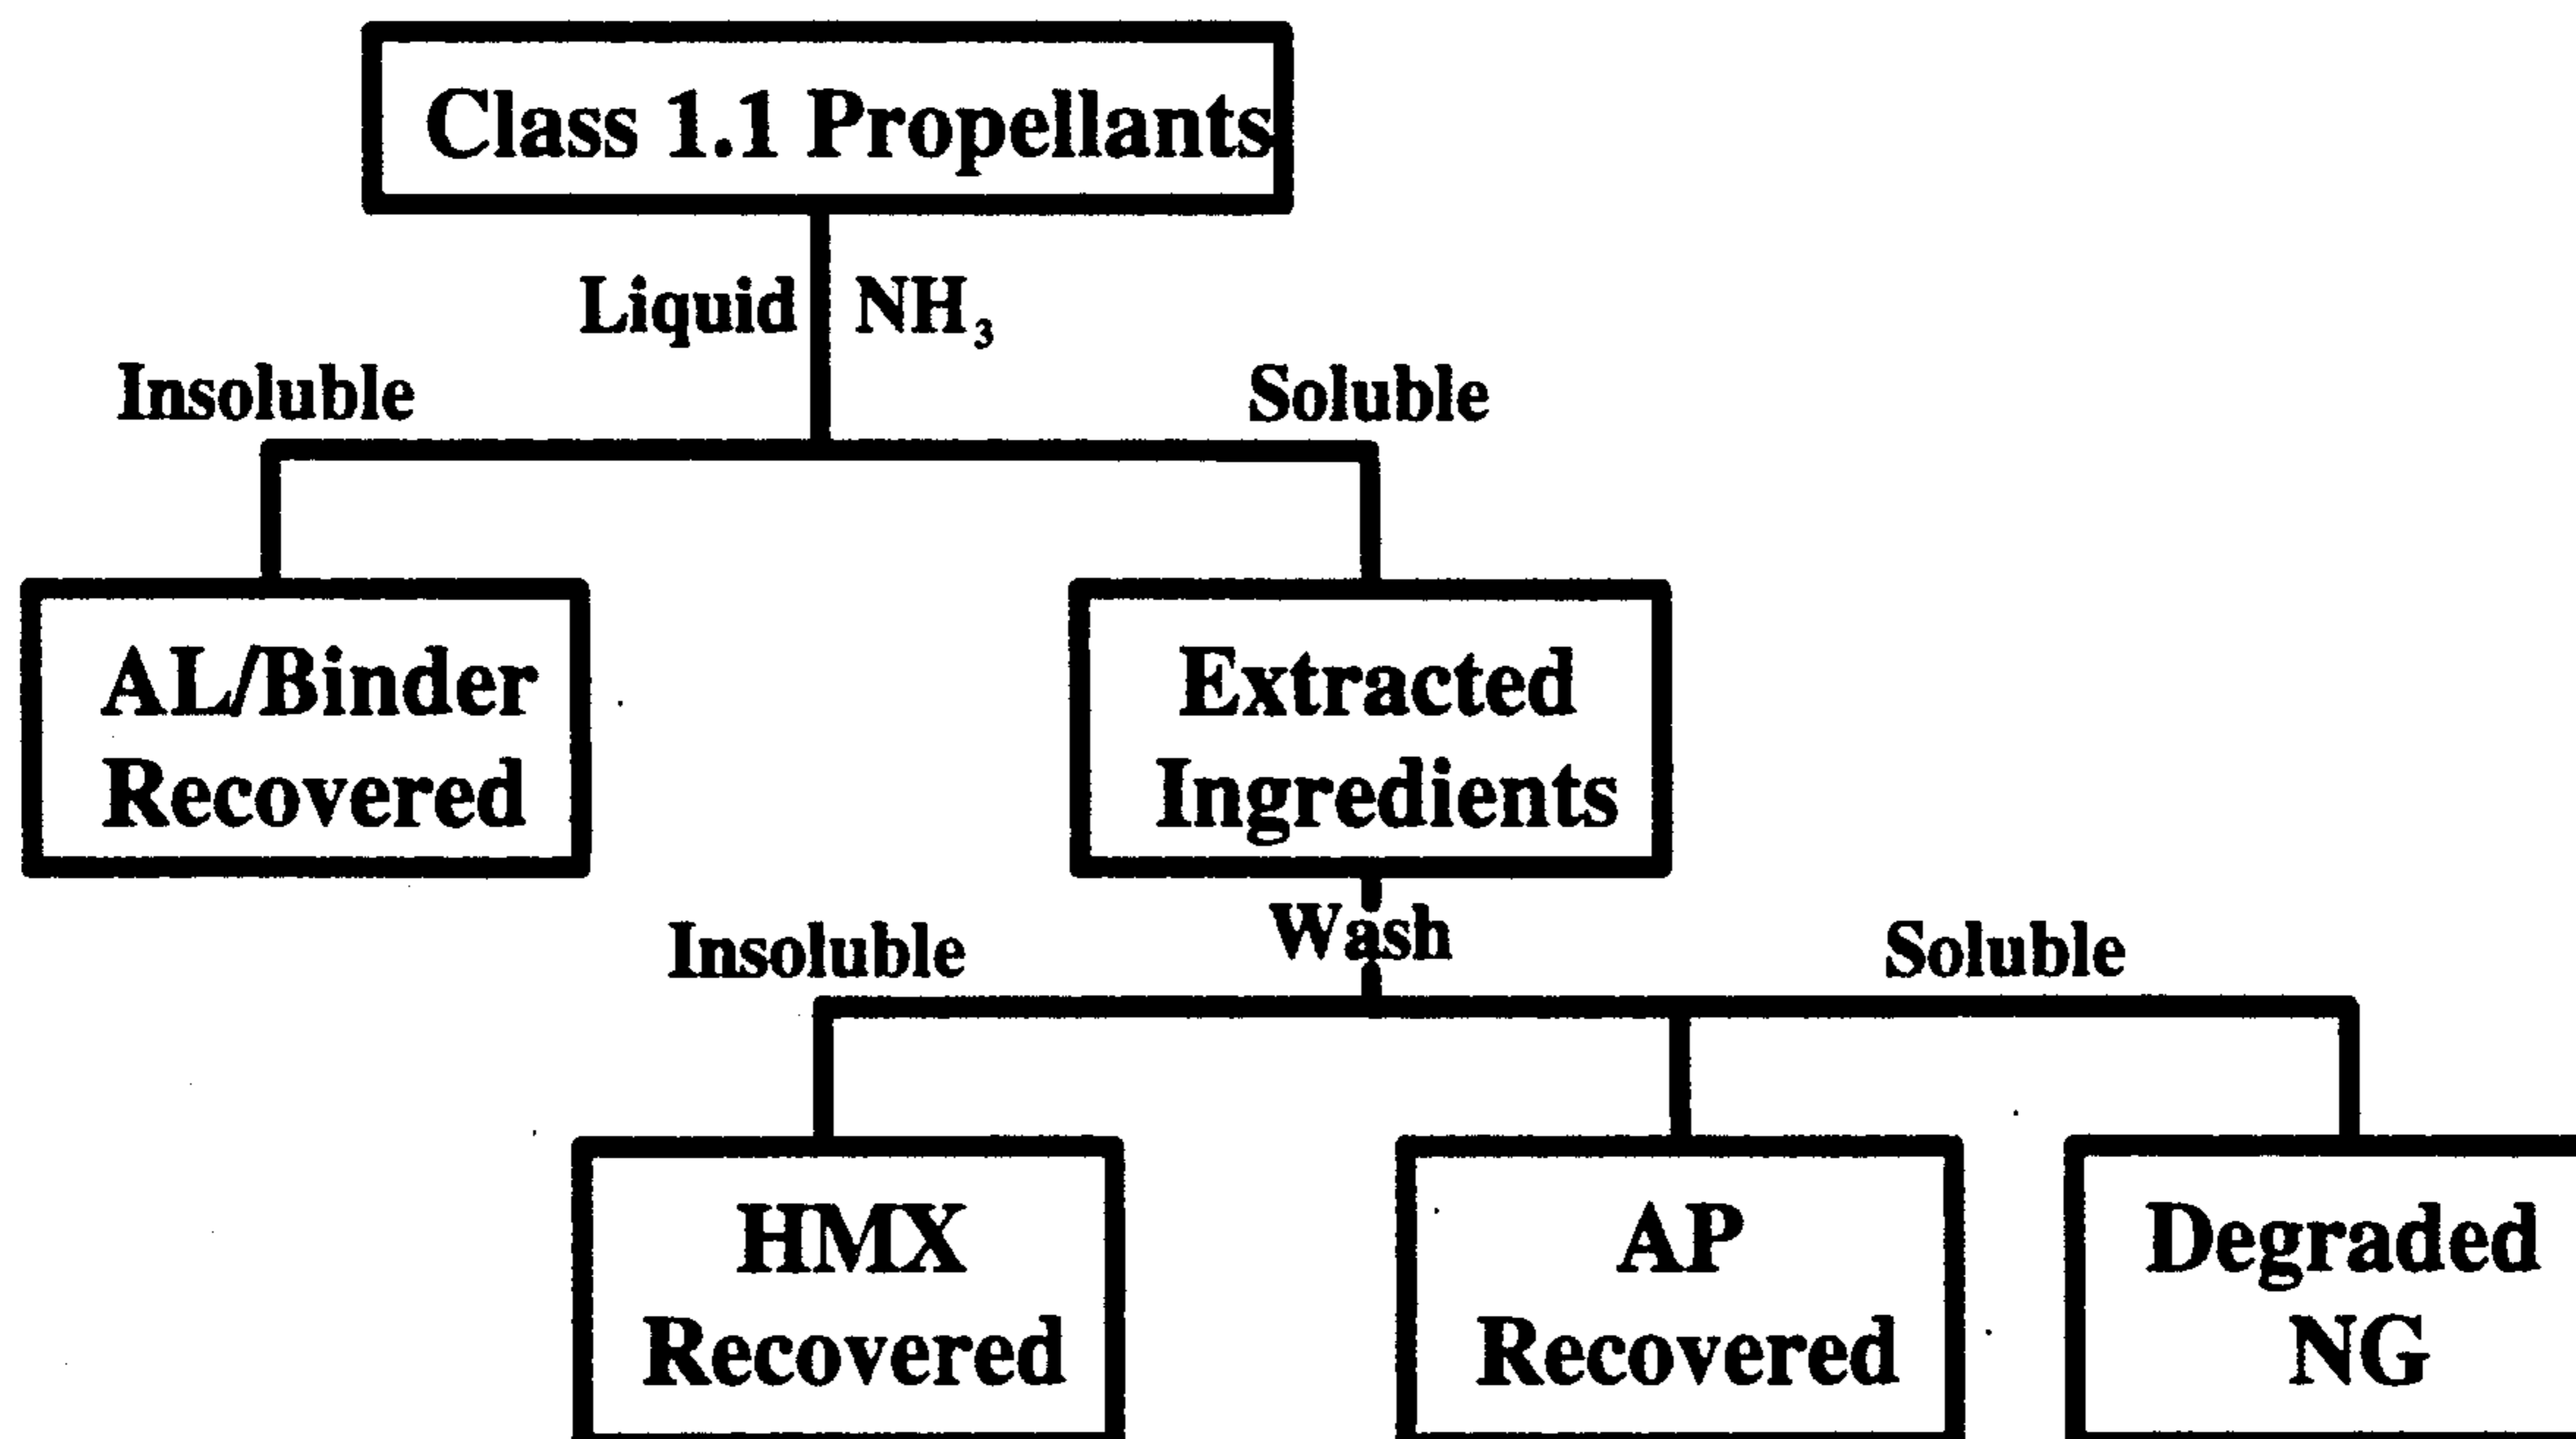 Class 1.1 Propellants
Liquid NH₃
Insoluble
Soluble
AL/Binder
Recovered
Extracted
Ingredients
Wash
Insoluble
Soluble
HMX
Recovered
AP
Recovered
Degraded
NG